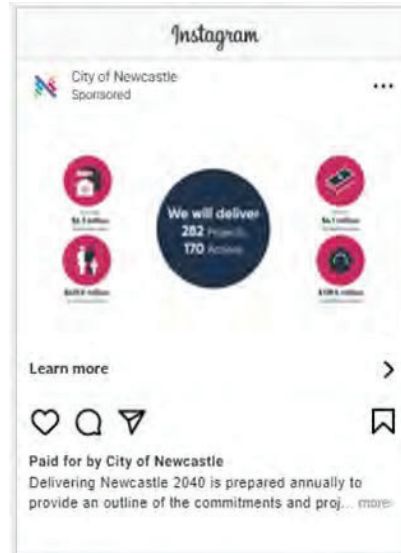 Instagram
City of Newcastle
Sponsored
We will deliver
282 Projects
170 Actions
Learn more
Paid for by City of Newcastle
Delivering Newcastle 2040 is prepared annually to
provide an outline of the commitments and proj... more